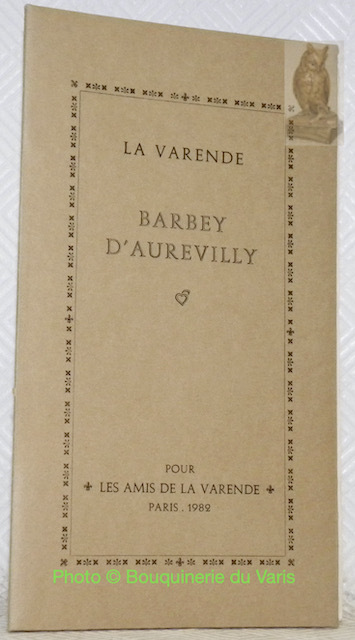 LA VARENDE
BARBEY
D'AUREVILLY
POUR
LES AMIS DE LA VARENDE
PARIS . 1982
Photo © Bouquinerie du Varis